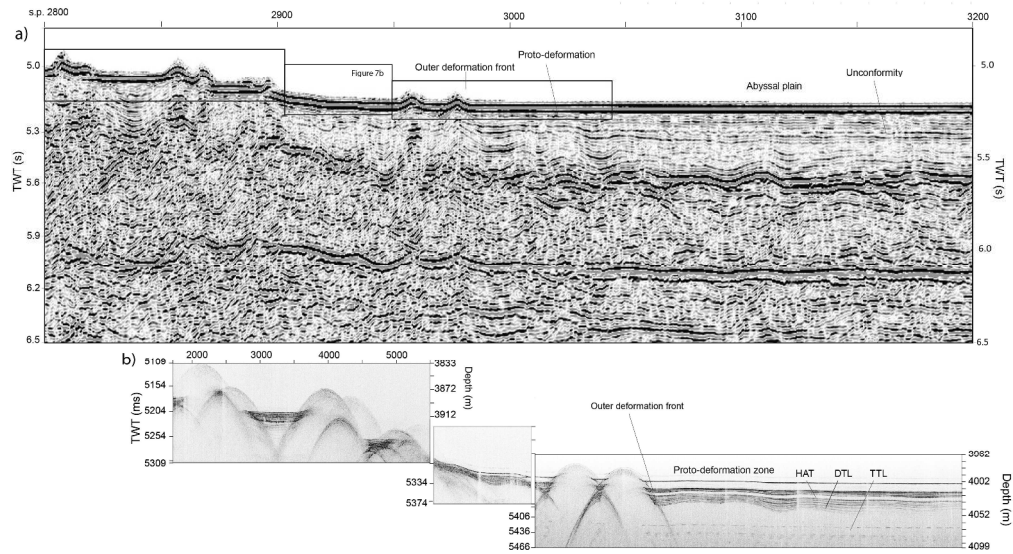 s.p. 2800 2900 3000 3100 3200
a)
Proto-deformation
5.0 Figure 7b Outer deformation front Unconformity 5.0
Abyssal plain
5.3
5.5
TWT (s) TWT (s)
5.6
5.9
6.0
6.2
6.5 6.5
b) 2000 3000 4000 5000
5109 3833
5154 3872
5204 3912
5254
5309
TWT (ms) Depth (m)
Outer deformation front
5334
5374
3962
Proto-deformation zone HAT DTL TTL 4002
5406 4052
5436
5466 4099
Depth (m)